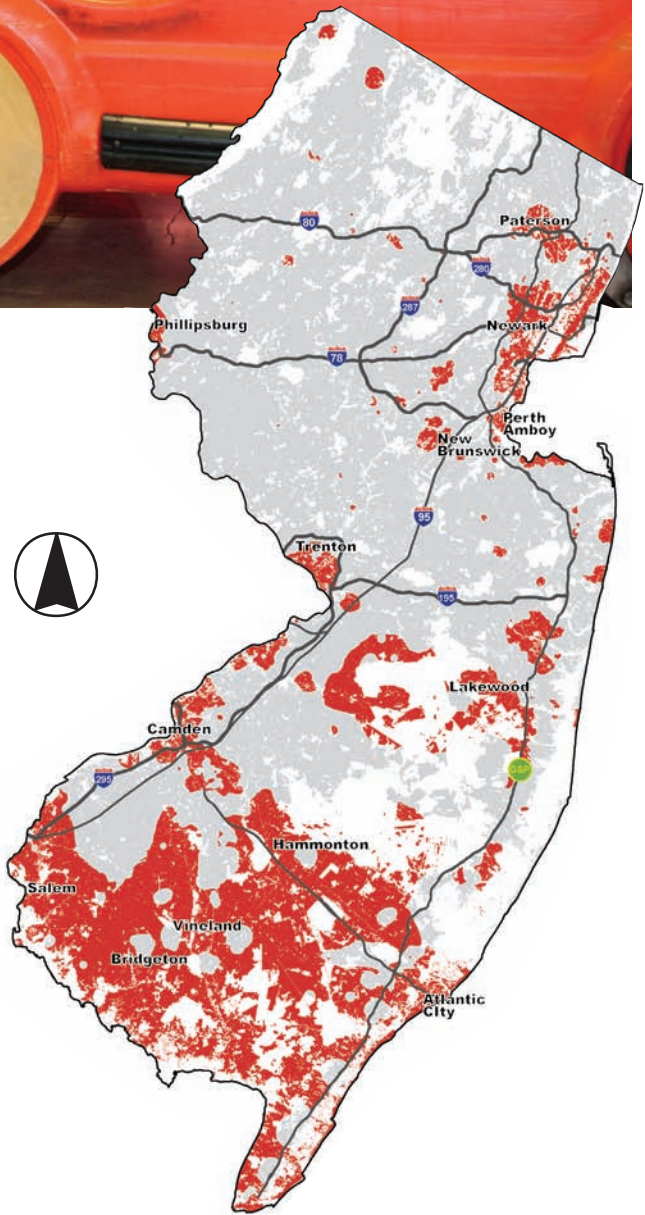 Paterson
80
280
287
Phillipsburg
Newark
78
Perth
Amboy
New
Brunswick
95
Trenton
195
Lakewood
Camden
GSP
295
Hammonton
Salem
Vineland
Bridgeton
Atlantic
City